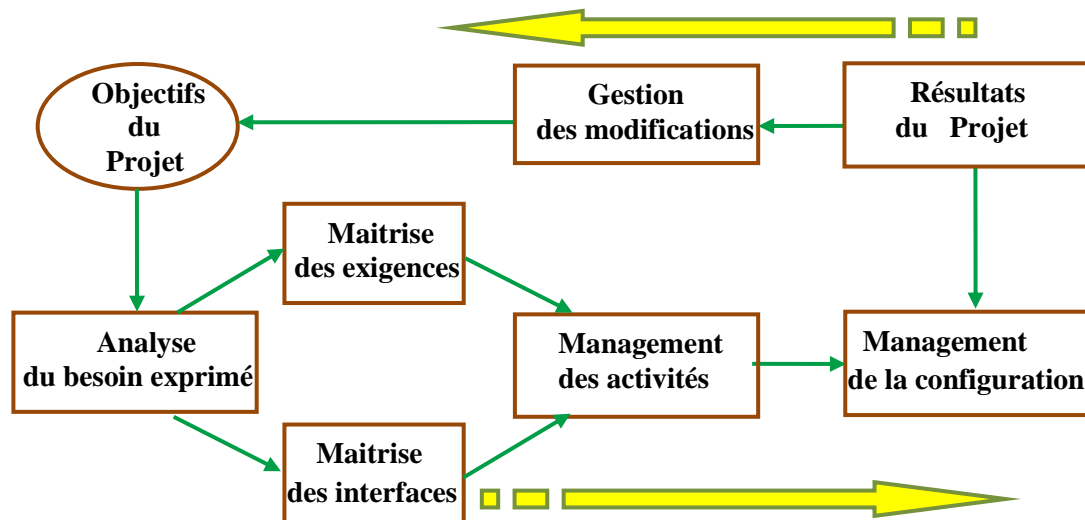 Objectifs
du
Projet
Gestion
des modifications
Résultats
du Projet
Maitrise
des exigences
Analyse
du besoin exprimé
Management
des activités
Management
de la configuration
Maitrise
des interfaces